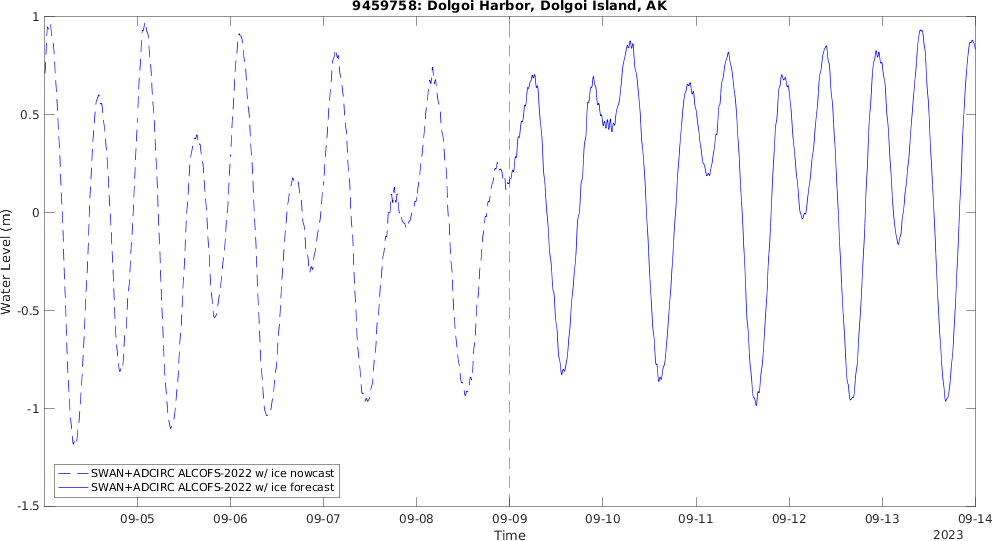 9459758: Dolgoi Harbor, Dolgoi Island, AK
1
0.5
0
-0.5
-1
-1.5
Water Level (m)
SWAN+ADCIRC ALCOFS-2022 w/ ice nowcast
SWAN+ADCIRC ALCOFS-2022 w/ ice forecast
09-05 09-06 09-07 09-08 09-09 09-10 09-11 09-12 09-13 09-14
Time
2023